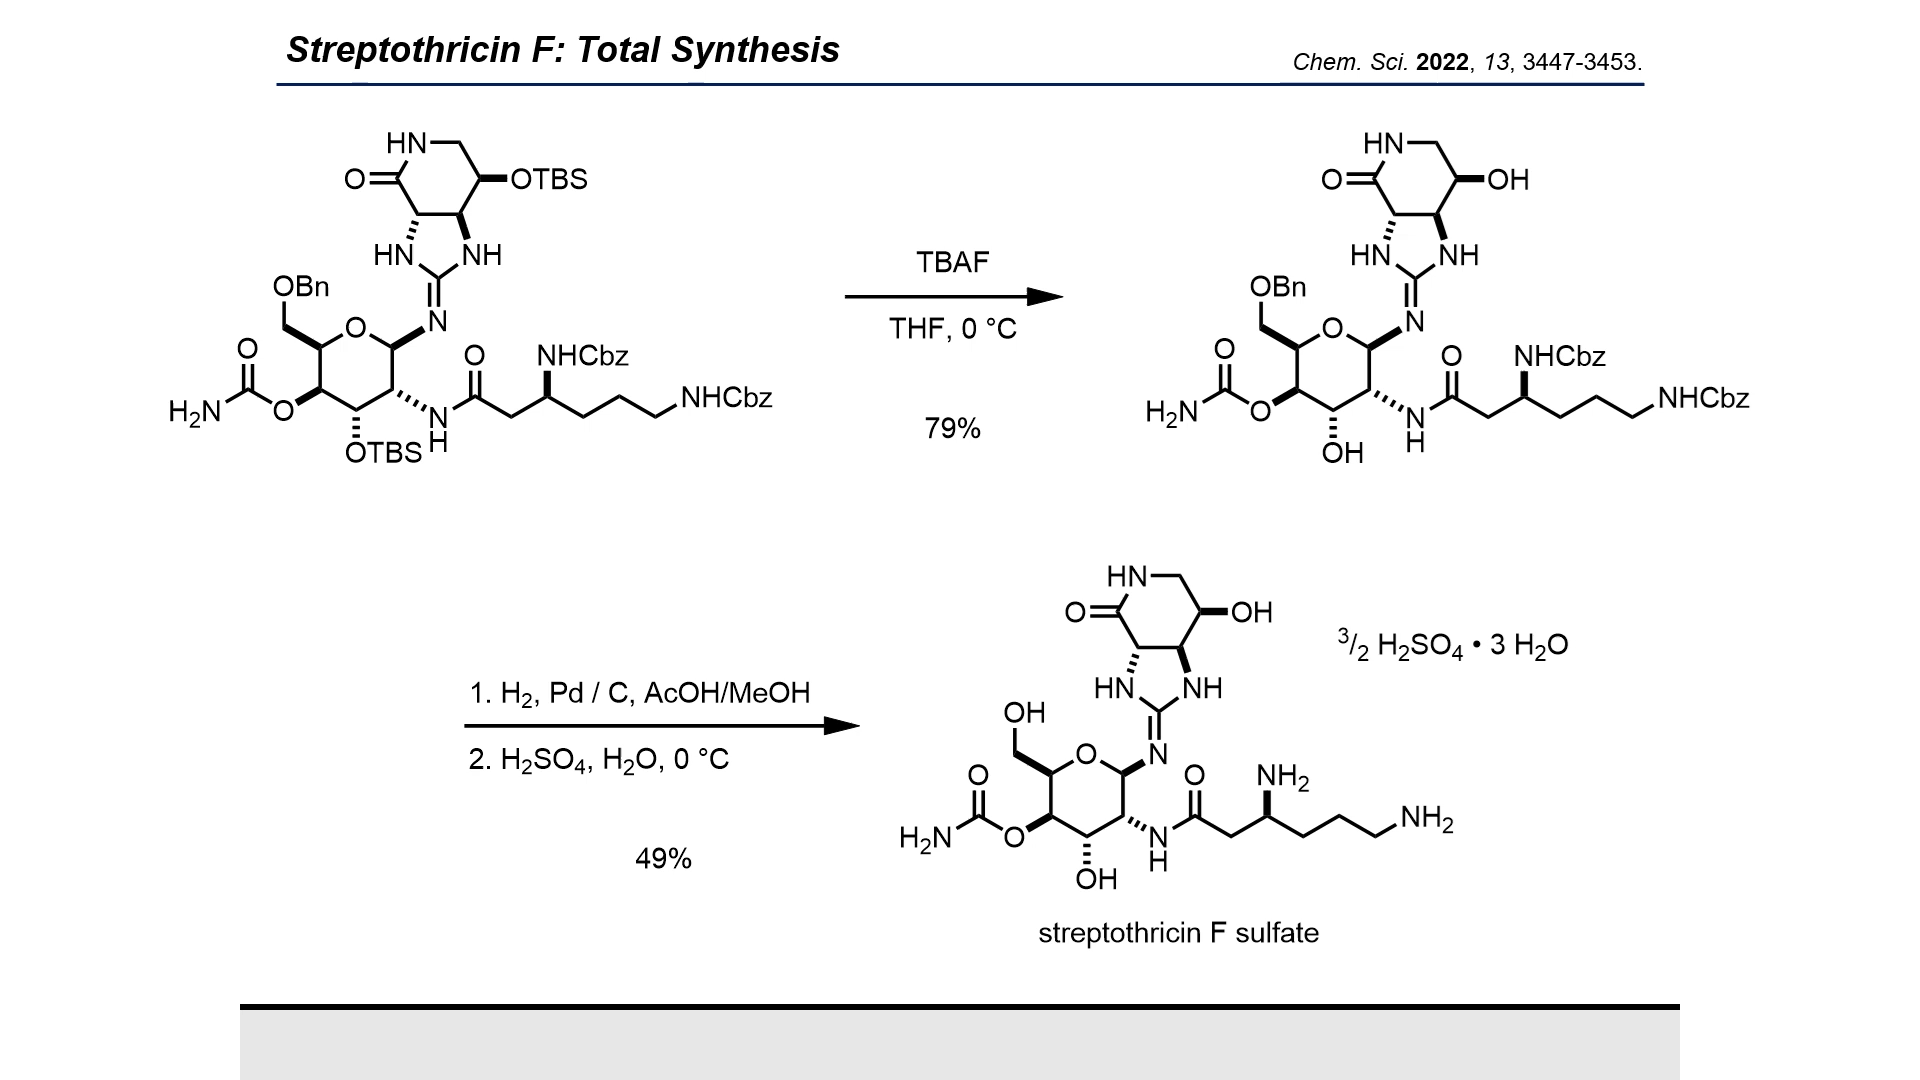 Streptothricin F: Total Synthesis
Chem. Sci. 2022, 13, 3447-3453.
HN
O
OTBS
HN
NH
OBn
O
N
O
O
NHCbz
NHCbz
H₂N
O
N
H
OTBS
TBAF
THF, 0 °C
79%
HN
O
OH
HN
NH
OBn
O
N
O
O
NHCbz
NHCbz
H₂N
O
N
H
OH
1. H₂, Pd / C, AcOH/MeOH
2. H₂SO₄, H₂O, 0 °C
49%
HN
O
OH
³/₂ H₂SO₄ • 3 H₂O
HN
NH
OH
O
N
O
O
NH₂
NH₂
H₂N
O
N
H
OH
streptothricin F sulfate